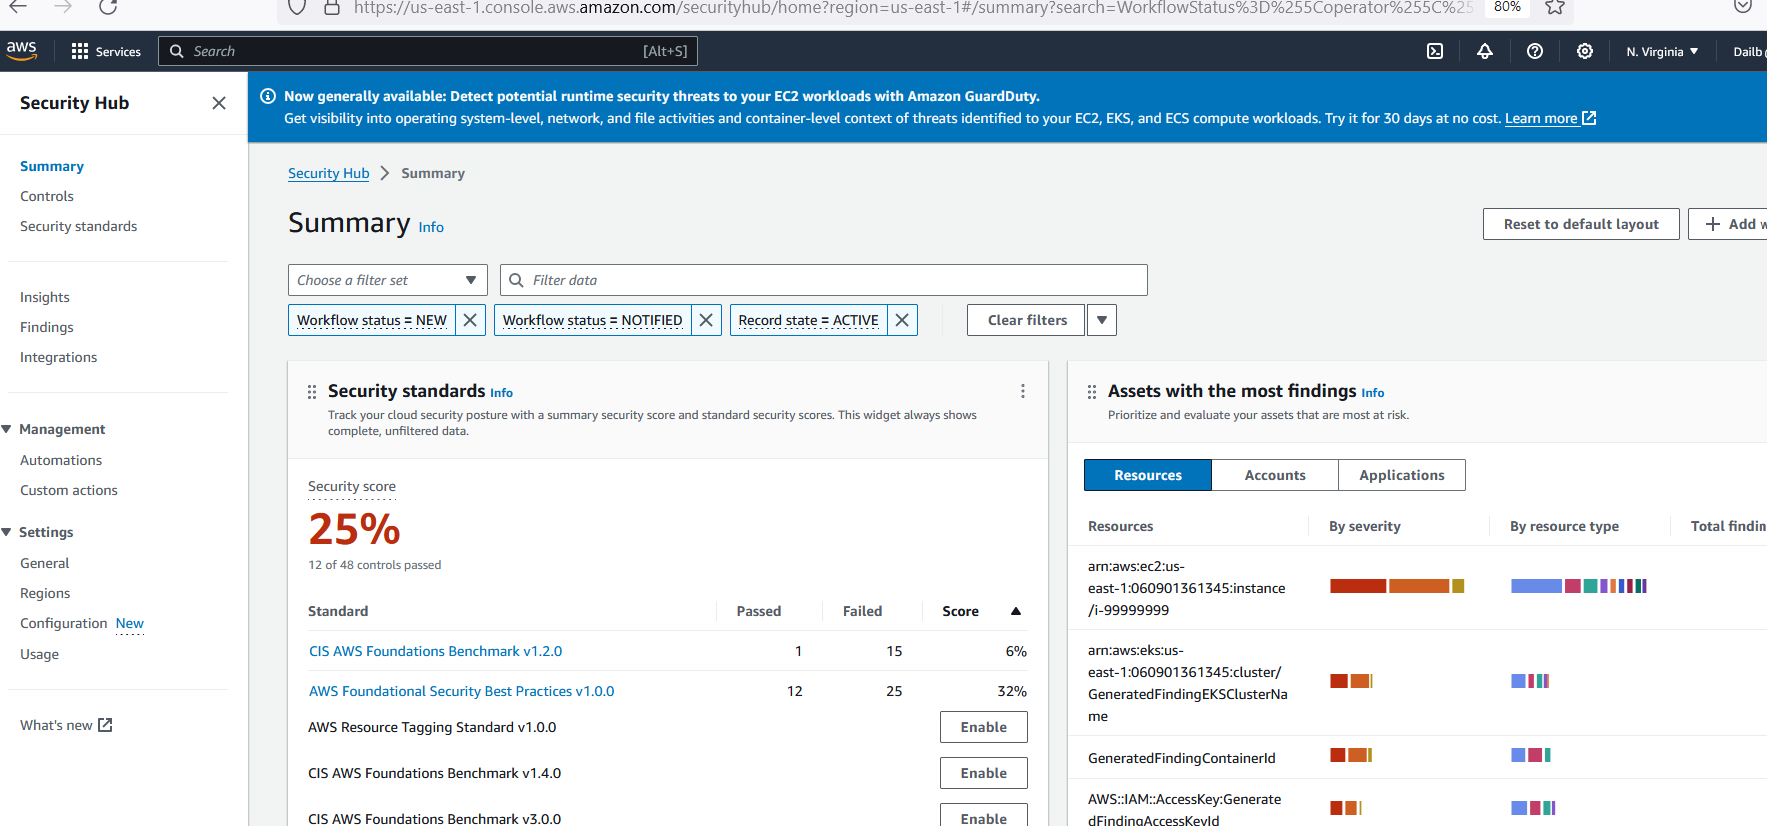 https://us-east-1.console.aws.amazon.com/securityhub/home?region=us-east-1#/summary?search=WorkflowStatus%3D%255Coperator%255C%25
80%
aws
Services
Search
[Alt+S]
N. Virginia
Dailb
Security Hub
Now generally available: Detect potential runtime security threats to your EC2 workloads with Amazon GuardDuty.
Get visibility into operating system-level, network, and file activities and container-level context of threats identified to your EC2, EKS, and ECS compute workloads. Try it for 30 days at no cost. Learn more
Summary
Controls
Security standards
Insights
Findings
Integrations
Management
Automations
Custom actions
Settings
General
Regions
Configuration New
Usage
What's new
Security Hub > Summary
Summary Info
Reset to default layout
+ Add w
Choose a filter set
Filter data
Workflow status = NEW
Workflow status = NOTIFIED
Record state = ACTIVE
Clear filters
Security standards Info
Track your cloud security posture with a summary security score and standard security scores. This widget always shows
complete, unfiltered data.
Security score
25%
12 of 48 controls passed
Standard Passed Failed Score
CIS AWS Foundations Benchmark v1.2.0 1 15 6%
AWS Foundational Security Best Practices v1.0.0 12 25 32%
AWS Resource Tagging Standard v1.0.0 Enable
CIS AWS Foundations Benchmark v1.4.0 Enable
CIS AWS Foundations Benchmark v3.0.0 Enable
Assets with the most findings Info
Prioritize and evaluate your assets that are most at risk.
Resources Accounts Applications
Resources By severity By resource type Total findin
arn:aws:ec2:us-
east-1:060901361345:instance
/i-99999999
arn:aws:eks:us-
east-1:060901361345:cluster/
GeneratedFindingEKSClusterNa
me
GeneratedFindingContainerId
AWS::IAM::AccessKey:Generate
dFindingAccessKeyId